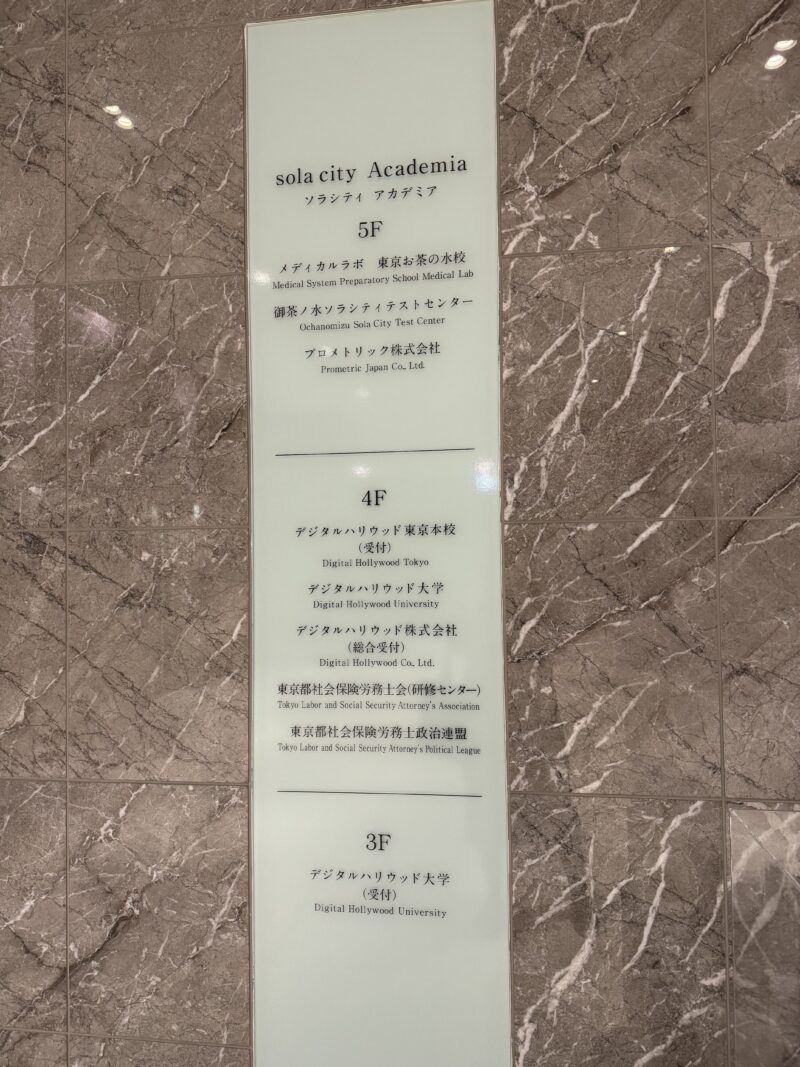 sola city Academia
ソラシティ アカデミア
5F
メディカルラボ 東京お茶の水校
Medical System Preparatory School Medical Lab
御茶ノ水ソラシティテストセンター
Ochanomizu Sola City Test Center
プロメトリック株式会社
Prometric Japan Co., Ltd.
4F
デジタルハリウッド東京本校
(受付)
Digital Hollywood Tokyo
デジタルハリウッド大学
Digital Hollywood University
デジタルハリウッド株式会社
(総合受付)
Digital Hollywood Co., Ltd.
東京都社会保険労務士会(研修センター)
Tokyo Labor and Social Security Attorney's Association
東京都社会保険労務士政治連盟
Tokyo Labor and Social Security Attorney's Political League
3F
デジタルハリウッド大学
(受付)
Digital Hollywood University